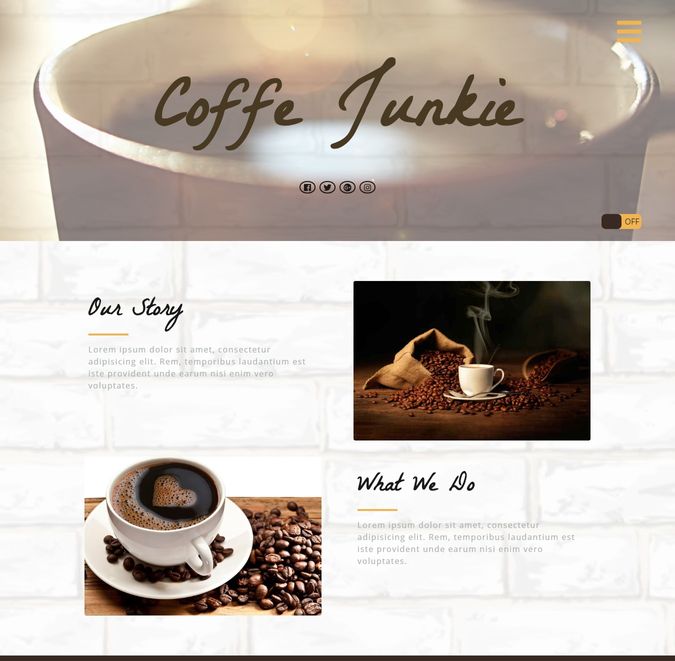 Coffe Junkie
OFF
Our Story
Lorem ipsum dolor sit amet, consectetur
adipisicing elit. Rem, temporibus laudantium est
iste provident unde earum nisi enim vero
voluptates.
What We Do
Lorem ipsum dolor sit amet, consectetur
adipisicing elit. Rem, temporibus laudantium est
iste provident unde earum nisi enim vero
voluptates.